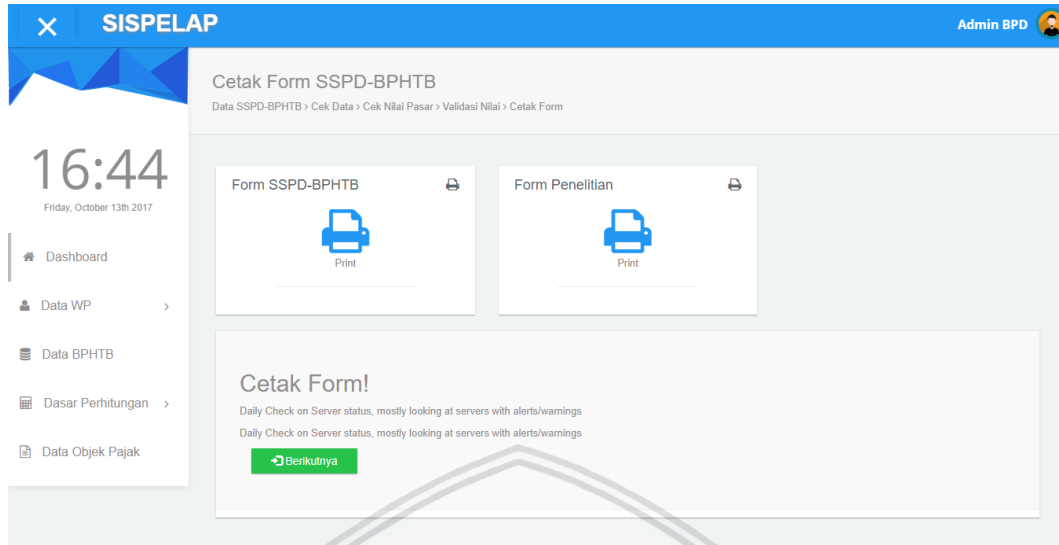 SISPELAP
Admin BPD
Cetak Form SSPD-BPHTB
Data SSPD-BPHTB > Cek Data > Cek Nilai Pasar > Validasi Nilai > Cetak Form
16:44
Friday, October 13th 2017
Dashboard
Data WP
Data BPHTB
Dasar Perhitungan
Data Objek Pajak
Form SSPD-BPHTB
Print
Form Penelitian
Print
Cetak Form!
Daily Check on Server status, mostly looking at servers with alerts/warnings
Daily Check on Server status, mostly looking at servers with alerts/warnings
Berikutnya